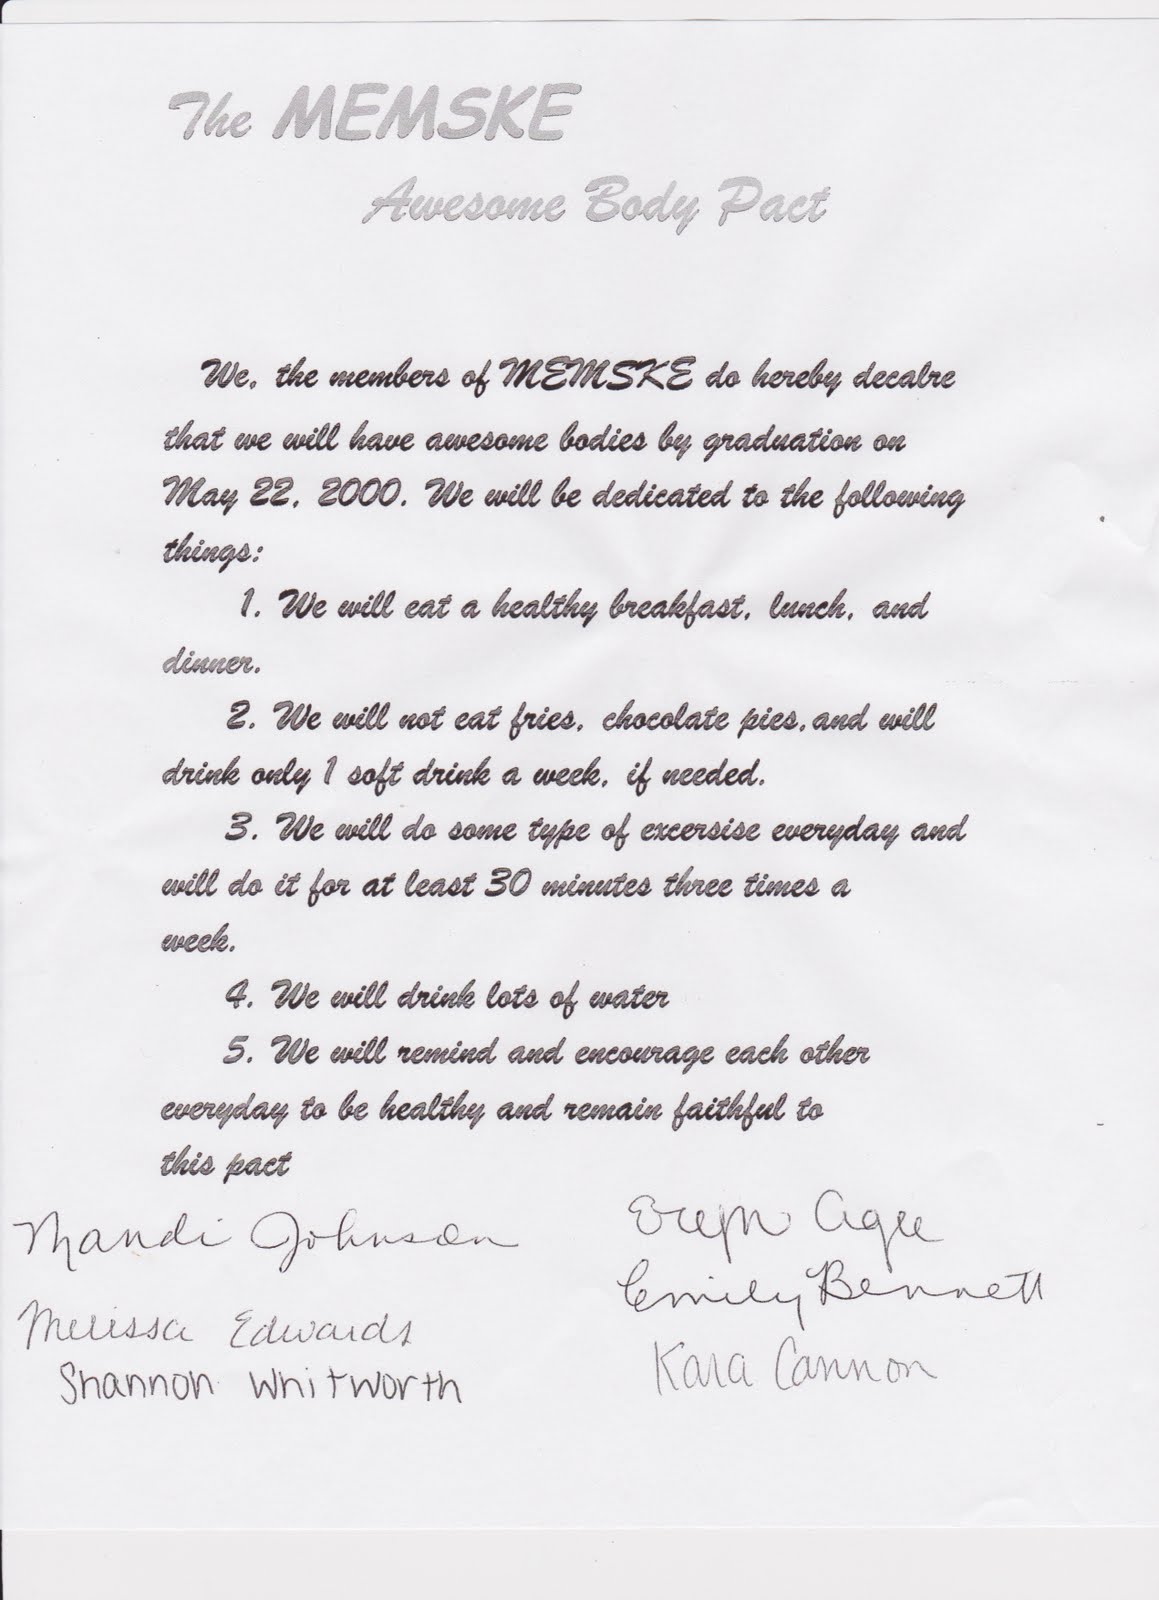 The MEMSKE
Awesome Body Pact
We, the members of MEMSKE do hereby decalre
that we will have awesome bodies by graduation on
May 22, 2000. We will be dedicated to the following
things:
1. We will eat a healthy breakfast, lunch, and
dinner.
2. We will not eat fries, chocolate pies, and will
drink only 1 soft drink a week, if needed.
3. We will do some type of excersise everyday and
will do it for at least 30 minutes three times a
week.
4. We will drink lots of water
5. We will remind and encourage each other
everyday to be healthy and remain faithful to
this pact
Mandi Johnson
Eryn Agee
Emily Bennett
Melissa Edwards
Kara Cannon
Shannon Whitworth